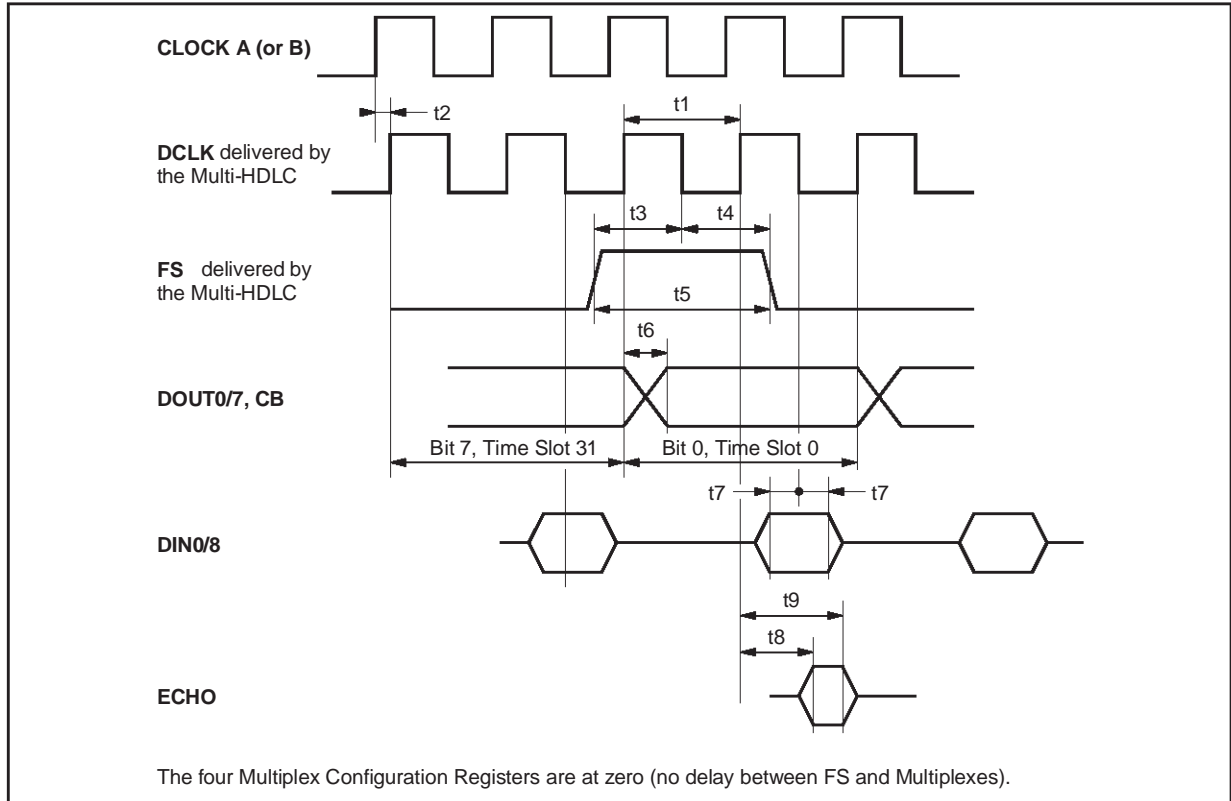 CLOCK A (or B)
t2
t1
DCLK delivered by
the Multi-HDLC
t3
t4
FS delivered by
the Multi-HDLC
t5
t6
DOUT0/7, CB
Bit 7, Time Slot 31
Bit 0, Time Slot 0
t7
t7
DIN0/8
t9
t8
ECHO
The four Multiplex Configuration Registers are at zero (no delay between FS and Multiplexes).